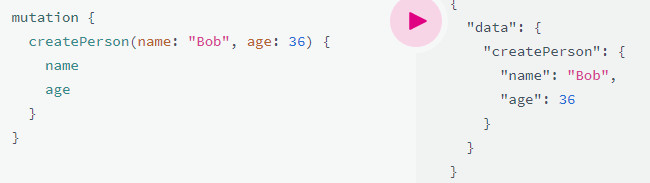 mutation {
  createPerson(name: "Bob", age: 36) {
    name
    age
  }
}
{
  "data": {
    "createPerson": {
      "name": "Bob",
      "age": 36
    }
  }
}